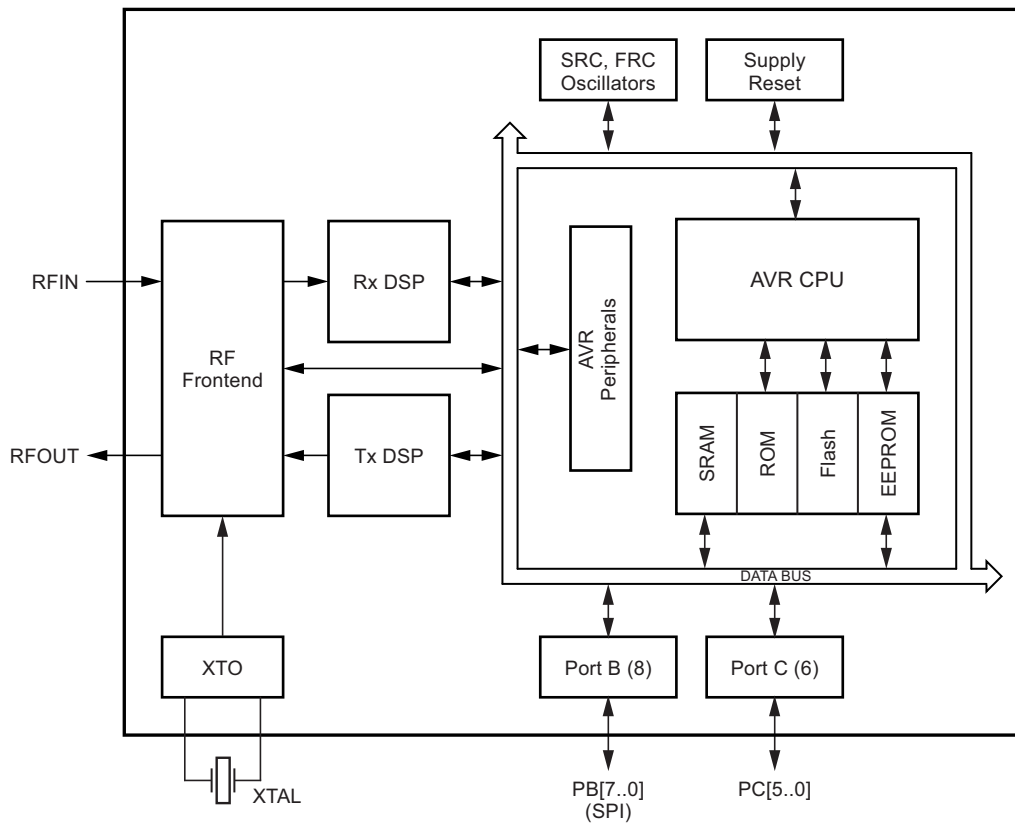 SRC, FRC
Oscillators
Supply
Reset
RFIN
RF
Frontend
Rx DSP
AVR
Peripherals
AVR CPU
RFOUT
Tx DSP
SRAM
ROM
Flash
EEPROM
DATA BUS
XTO
Port B (8)
Port C (6)
XTAL
PB[7..0]
(SPI)
PC[5..0]